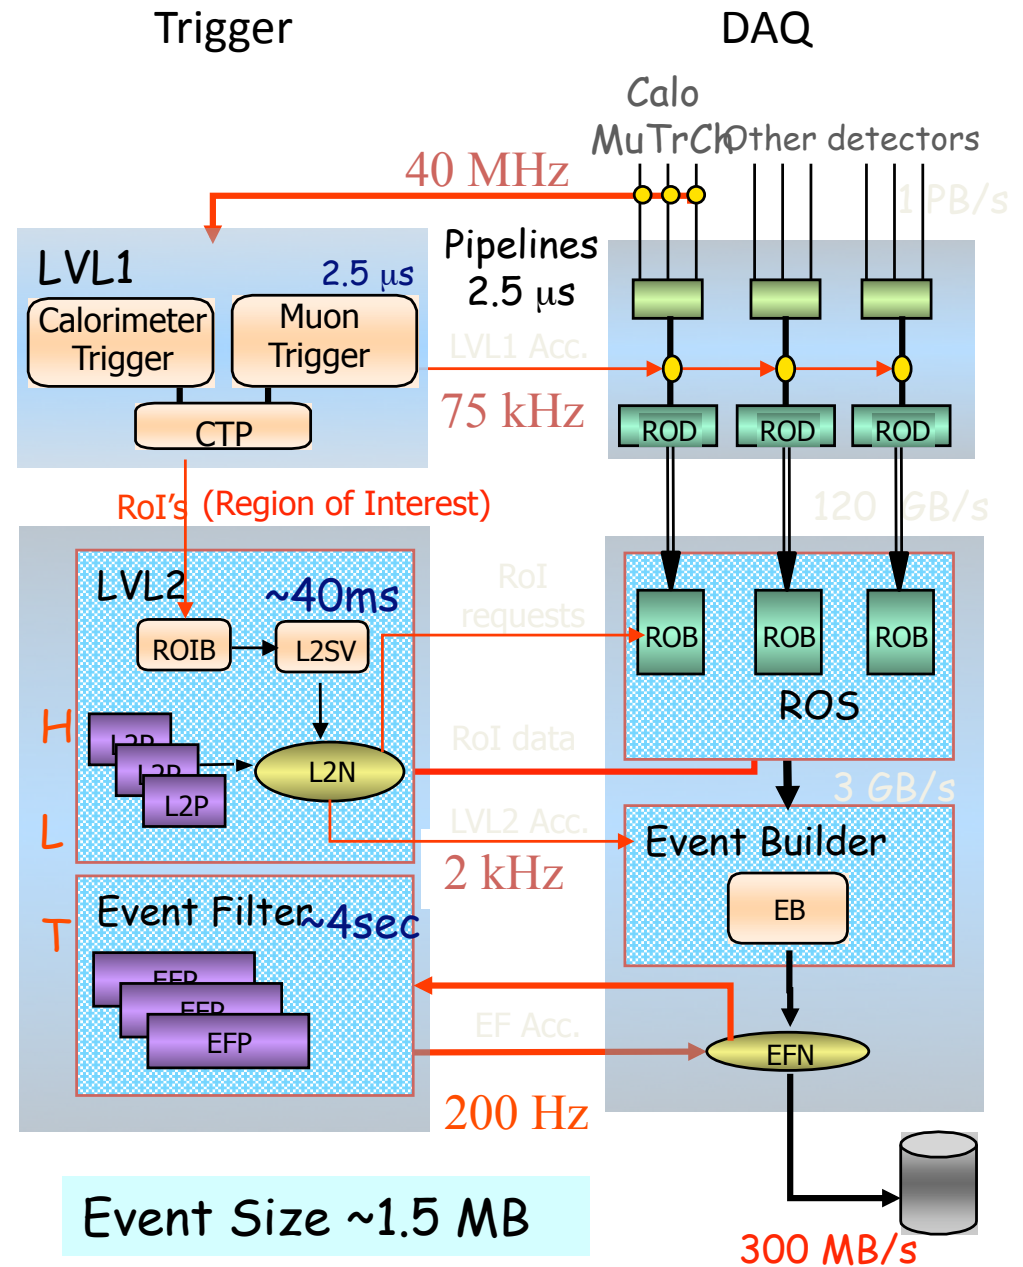 Trigger
DAQ
Calo
MuTrCh
Other detectors
40 MHz
1 PB/s
LVL1
2.5 μs
Pipelines
2.5 μs
Calorimeter
Trigger
Muon
Trigger
LVL1 Acc.
75 kHz
CTP
ROD
ROD
ROD
RoI's
(Region of Interest)
120 GB/s
LVL2
~40ms
RoI
requests
ROIB
L2SV
ROB
ROB
ROB
ROS
H
L
T
L2P
L2P
L2P
L2N
RoI data
3 GB/s
LVL2 Acc.
2 kHz
Event Builder
EB
Event Filter
~4sec
EFP
EFP
EFP
EF Acc.
EFN
200 Hz
Event Size ~1.5 MB
300 MB/s